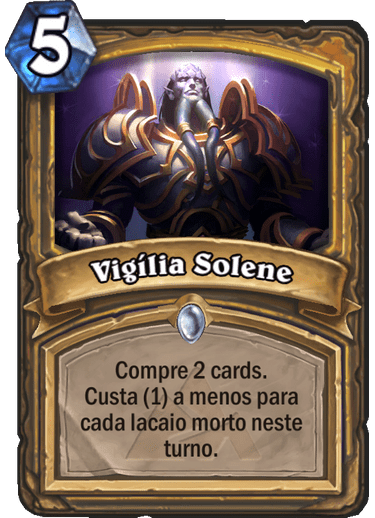 5
Vigília Solene
Compre 2 cards.
Custa (1) a menos para
cada lacaio morto neste
turno.